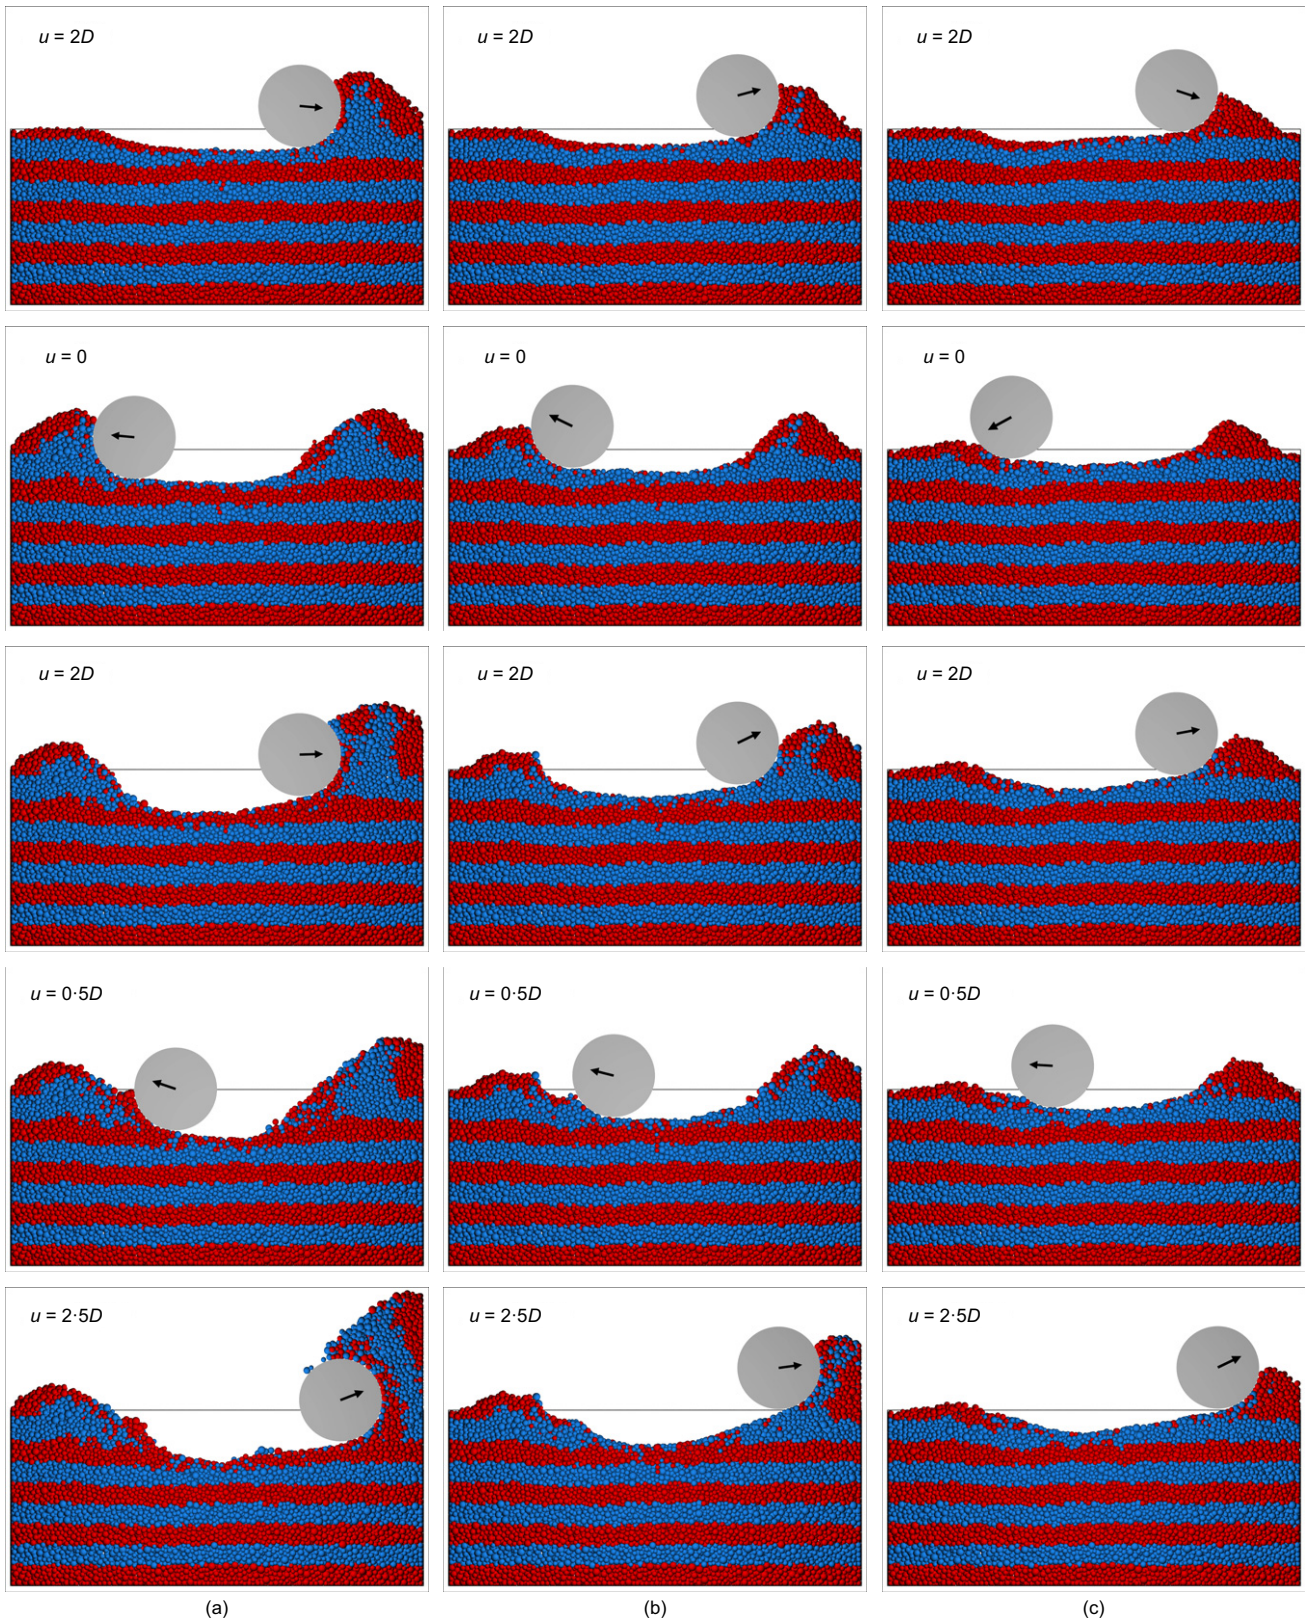 u = 2D
u = 2D
u = 2D
u = 0
u = 0
u = 0
u = 2D
u = 2D
u = 2D
u = 0·5D
u = 0·5D
u = 0·5D
u = 2·5D
u = 2·5D
u = 2·5D
(a)
(b)
(c)